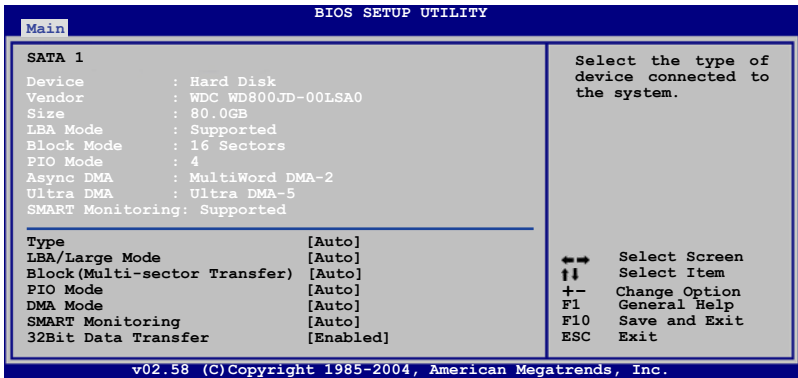 BIOS SETUP UTILITY
Main
SATA 1
Device : Hard Disk
Vendor : WDC WD800JD-00LSA0
Size : 80.0GB
LBA Mode : Supported
Block Mode : 16 Sectors
PIO Mode : 4
Async DMA : MultiWord DMA-2
Ultra DMA : Ultra DMA-5
SMART Monitoring: Supported
Type [Auto]
LBA/Large Mode [Auto]
Block(Multi-sector Transfer) [Auto]
PIO Mode [Auto]
DMA Mode [Auto]
SMART Monitoring [Auto]
32Bit Data Transfer [Enabled]
Select the type of
device connected to
the system.
←→ Select Screen
↑↓ Select Item
+- Change Option
F1 General Help
F10 Save and Exit
ESC Exit
v02.58 (C)Copyright 1985-2004, American Megatrends, Inc.